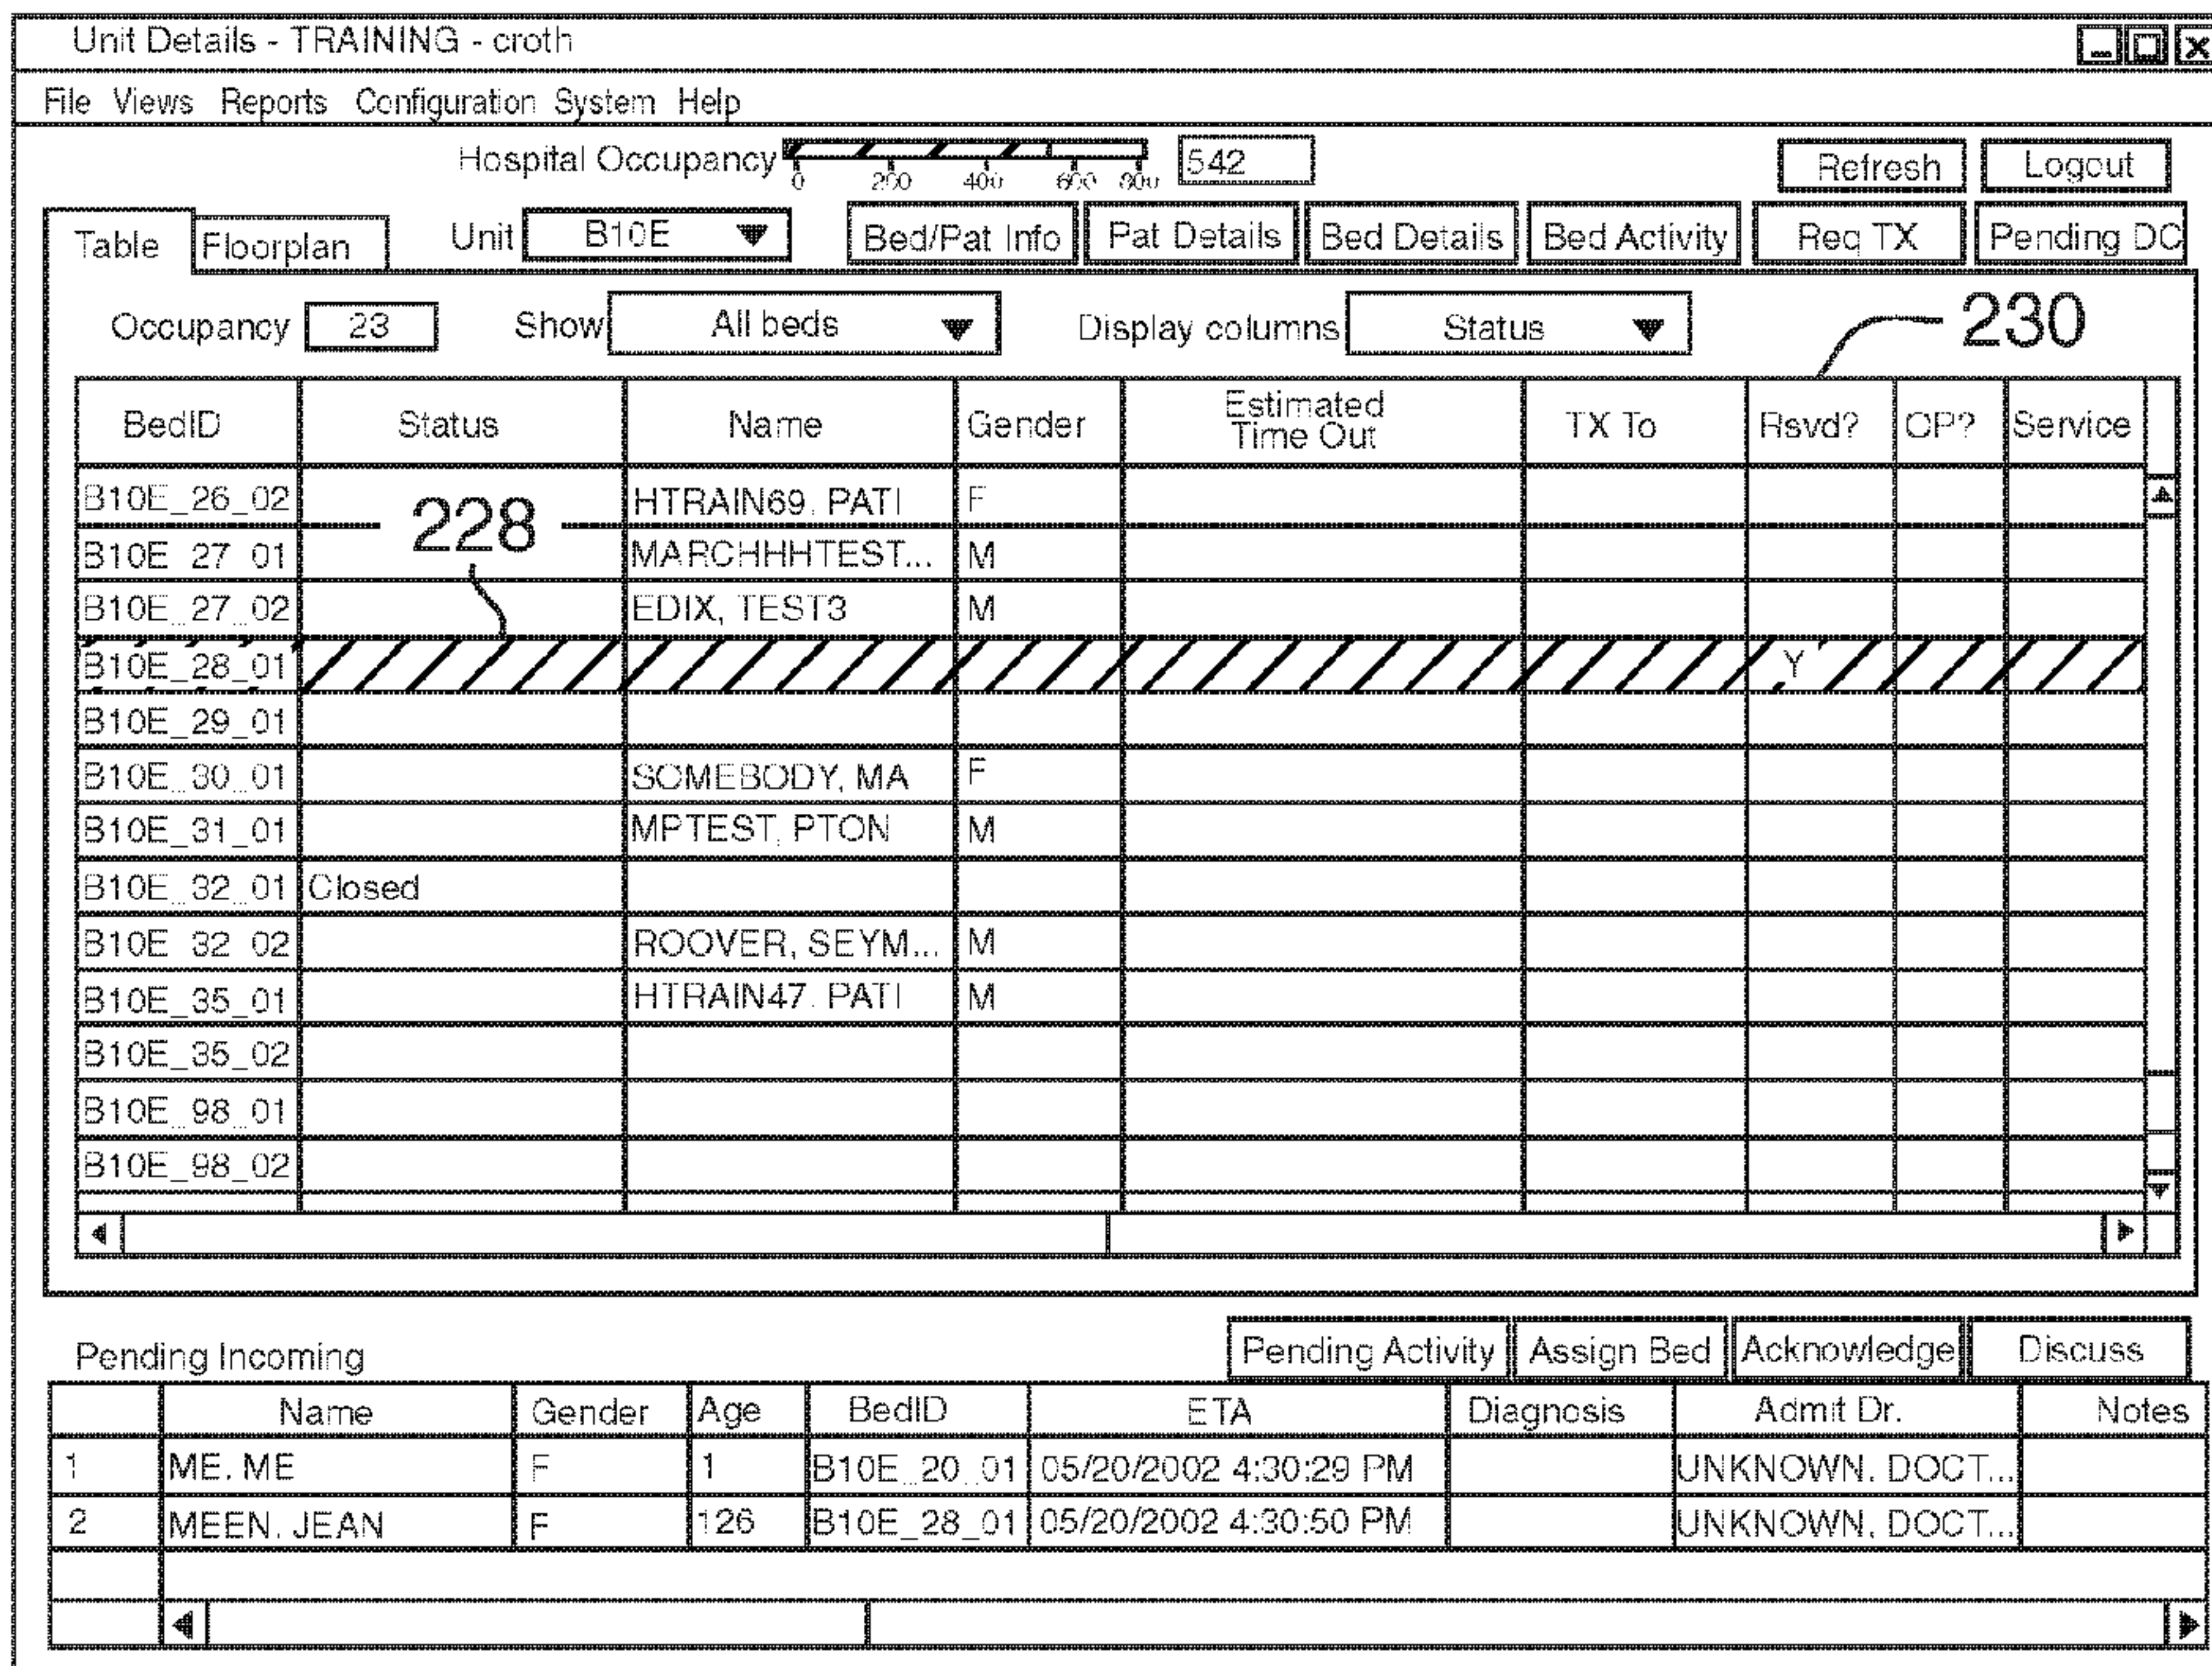 Unit Details - TRAINING - croth
File Views Reports Configuration System Help
Hospital Occupancy 0 200 400 600 800 542 Refresh Logout
Table Floorplan Unit B10E Bed/Pat Info Pat Details Bed Details Bed Activity Req TX Pending DC
Occupancy 23 Show All beds Display columns Status 230
BedID Status Name Gender Estimated Time Out TX To Rsvd? OP? Service
B10E_26_02 HTRAIN69, PATI F
228
B10E_27_01 MARCHHHTEST... M
B10E_27_02 EDIX, TEST3 M
B10E_28_01 Y
B10E_29_01
B10E_30_01 SOMEBODY, MA F
B10E_31_01 MPTEST, PTON M
B10E_32_01 Closed
B10E_32_02 ROOVER, SEYM... M
B10E_35_01 HTRAIN47, PATI M
B10E_35_02
B10E_98_01
B10E_98_02
Pending Incoming Pending Activity Assign Bed Acknowledge Discuss
Name Gender Age BedID ETA Diagnosis Admit Dr. Notes
1 ME, ME F 1 B10E_20_01 05/20/2002 4:30:29 PM UNKNOWN, DOCT...
2 MEEN, JEAN F 126 B10E_28_01 05/20/2002 4:30:50 PM UNKNOWN, DOCT...